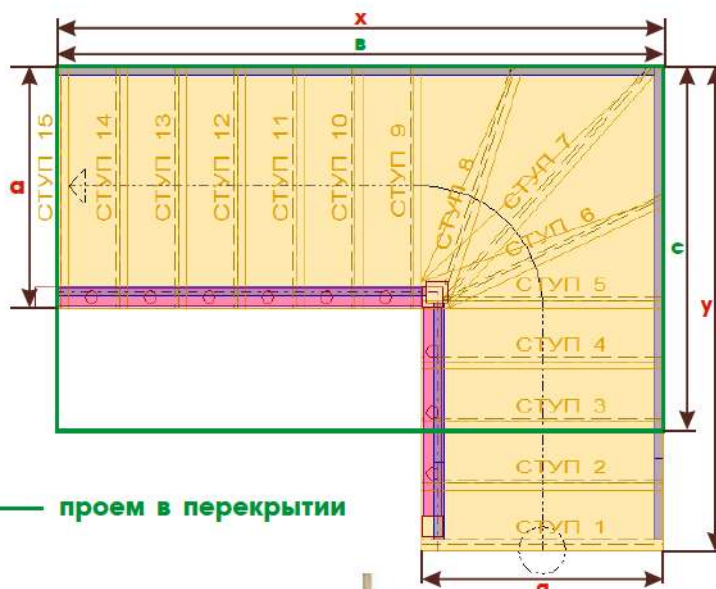 x
в
СТУП 15
СТУП 14
СТУП 13
СТУП 12
СТУП 11
СТУП 10
СТУП 9
СТУП 8
СТУП 7
СТУП 6
СТУП 5
СТУП 4
СТУП 3
СТУП 2
СТУП 1
a
c
y
проем в перекрытии
a